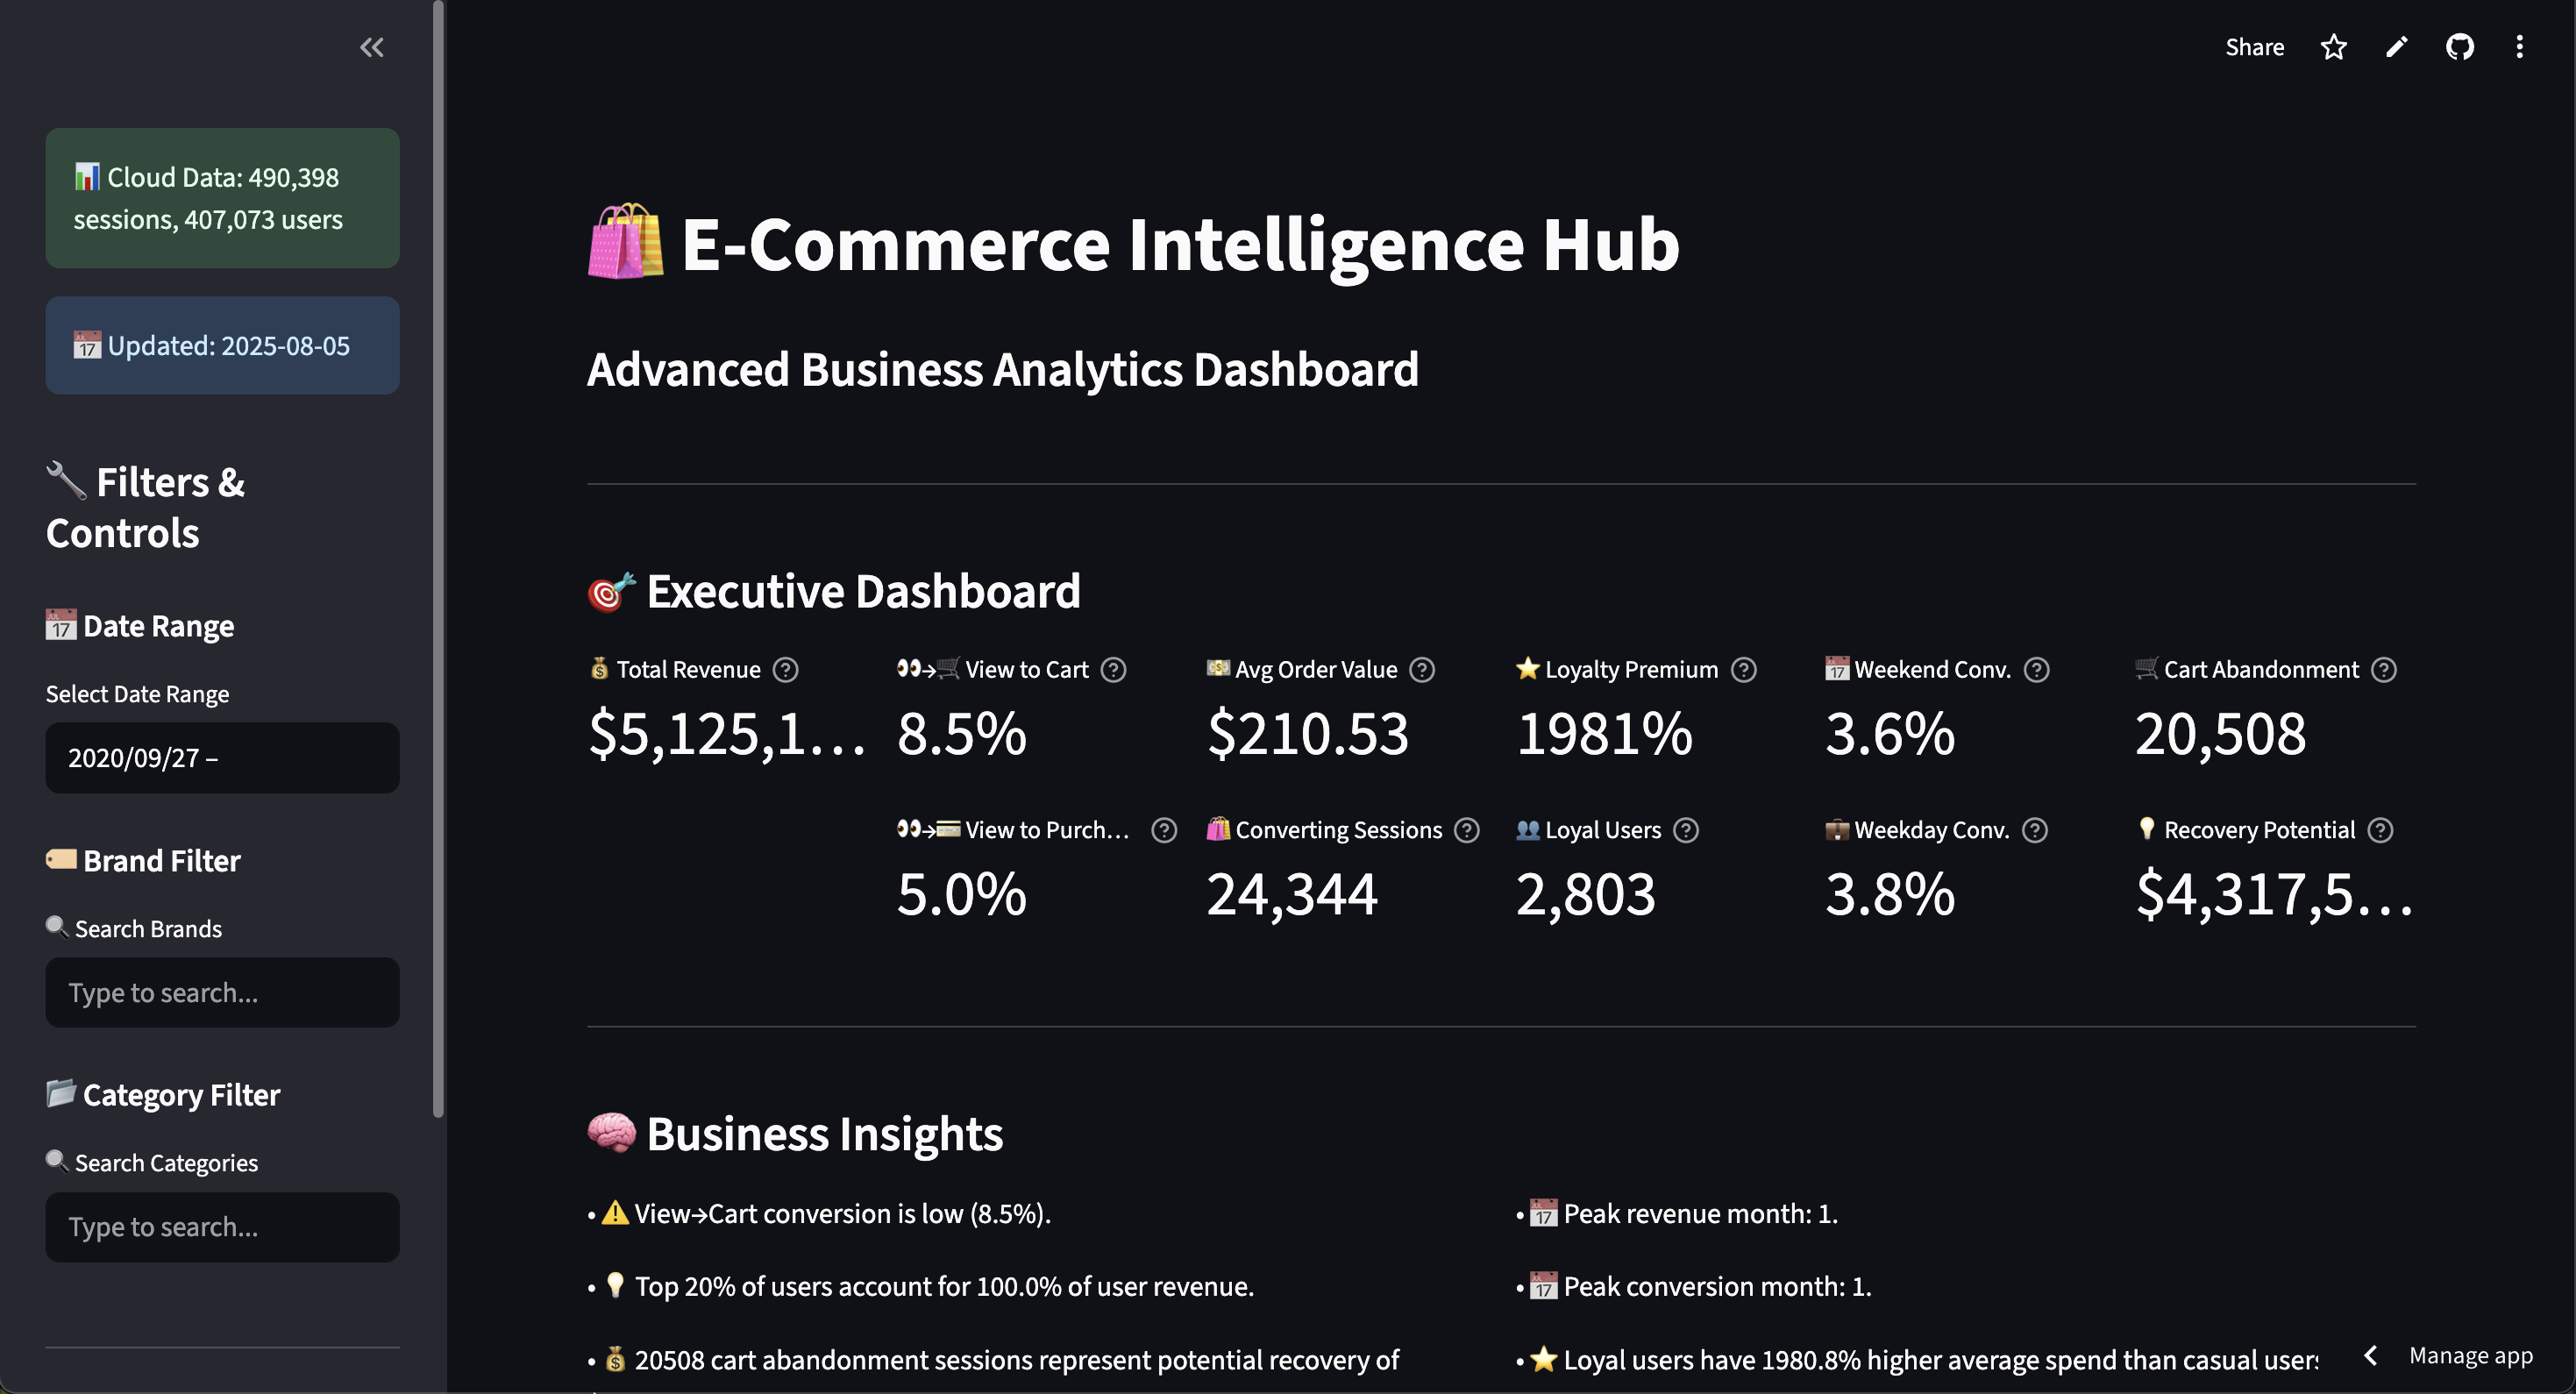 Cloud Data: 490,398
sessions, 407,073 users
Updated: 2025-08-05
Filters &
Controls
Date Range
Select Date Range
2020/09/27 –
Brand Filter
Search Brands
Type to search...
Category Filter
Search Categories
Type to search...
Share
E-Commerce Intelligence Hub
Advanced Business Analytics Dashboard
Executive Dashboard
Total Revenue
$5,125,1...
→ View to Cart
8.5%
Avg Order Value
$210.53
Loyalty Premium
1981%
Weekend Conv.
3.6%
Cart Abandonment
20,508
→ View to Purch...
5.0%
Converting Sessions
24,344
Loyal Users
2,803
Weekday Conv.
3.8%
Recovery Potential
$4,317,5...
Business Insights
• View→Cart conversion is low (8.5%).
• Top 20% of users account for 100.0% of user revenue.
• 20508 cart abandonment sessions represent potential recovery of
• Peak revenue month: 1.
• Peak conversion month: 1.
• Loyal users have 1980.8% higher average spend than casual users
Manage app